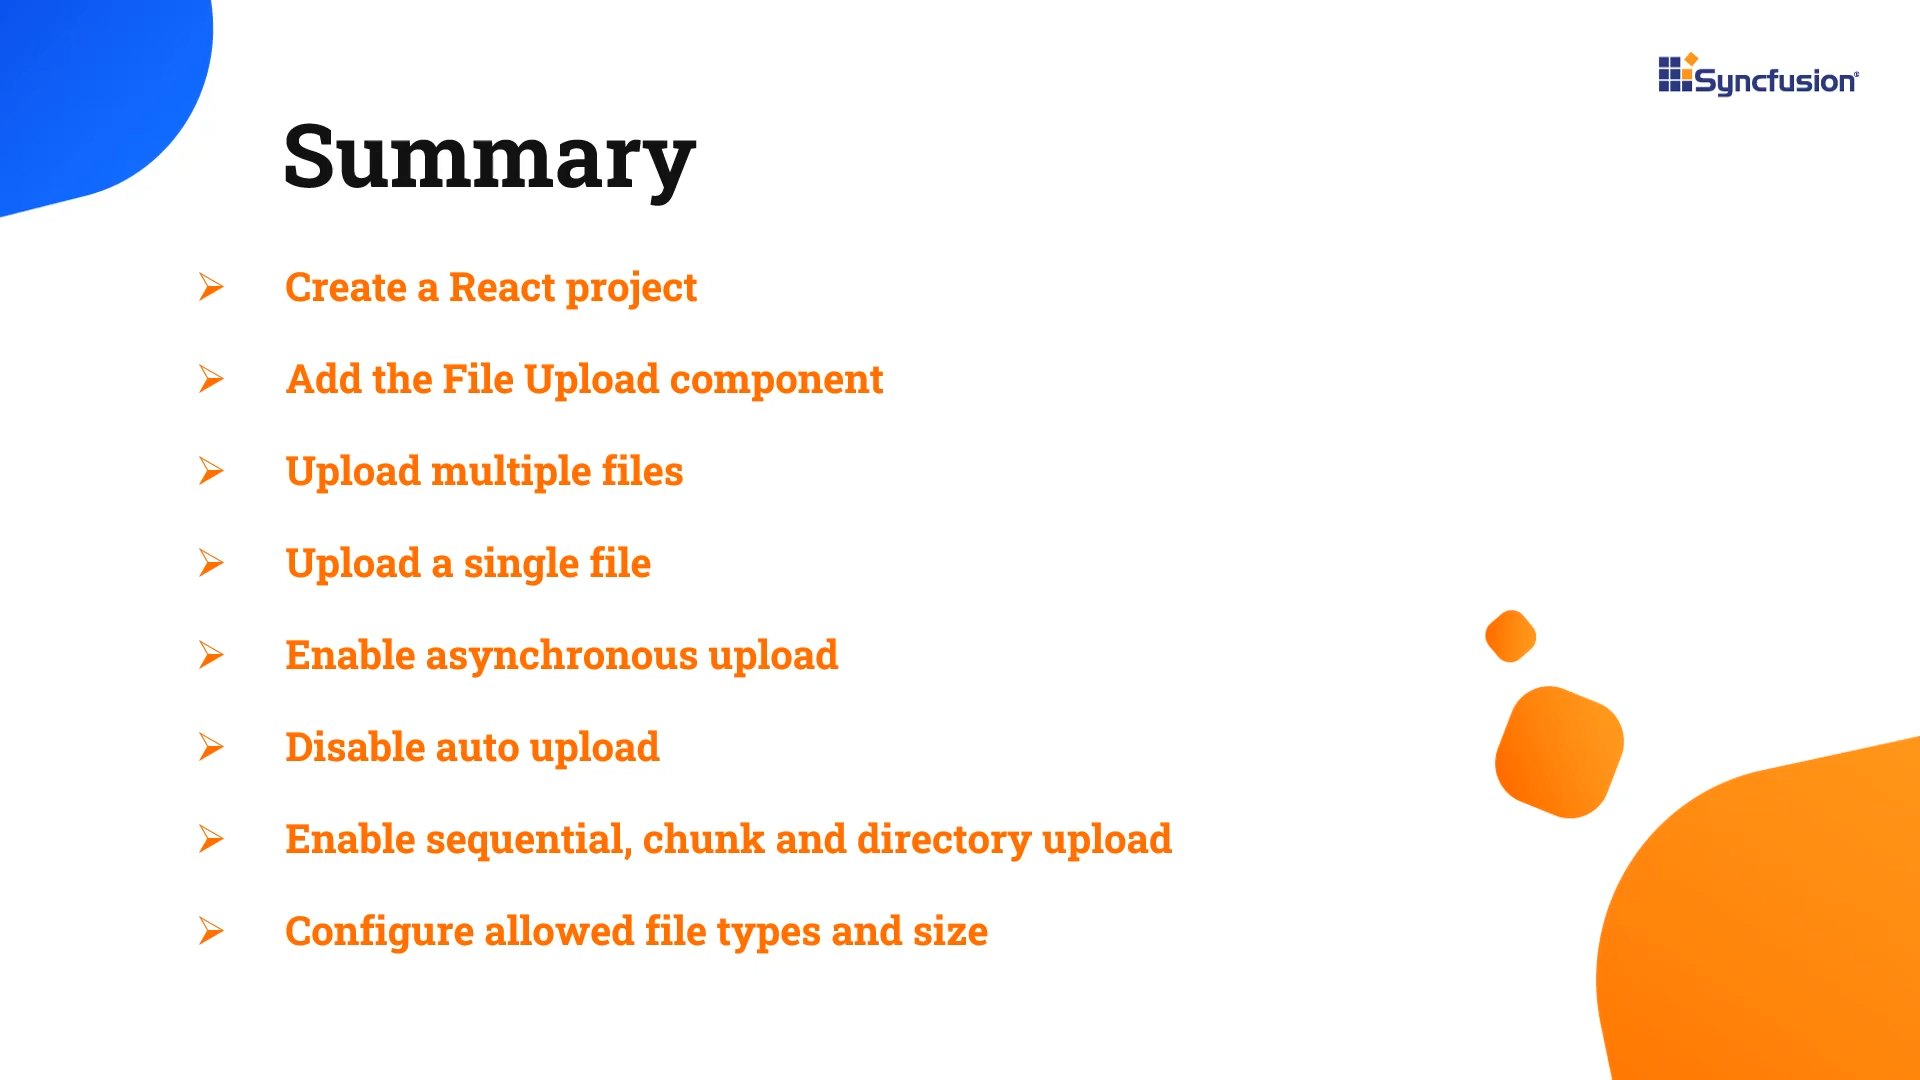 Syncfusion
Summary
Create a React project
Add the File Upload component
Upload multiple files
Upload a single file
Enable asynchronous upload
Disable auto upload
Enable sequential, chunk and directory upload
Configure allowed file types and size